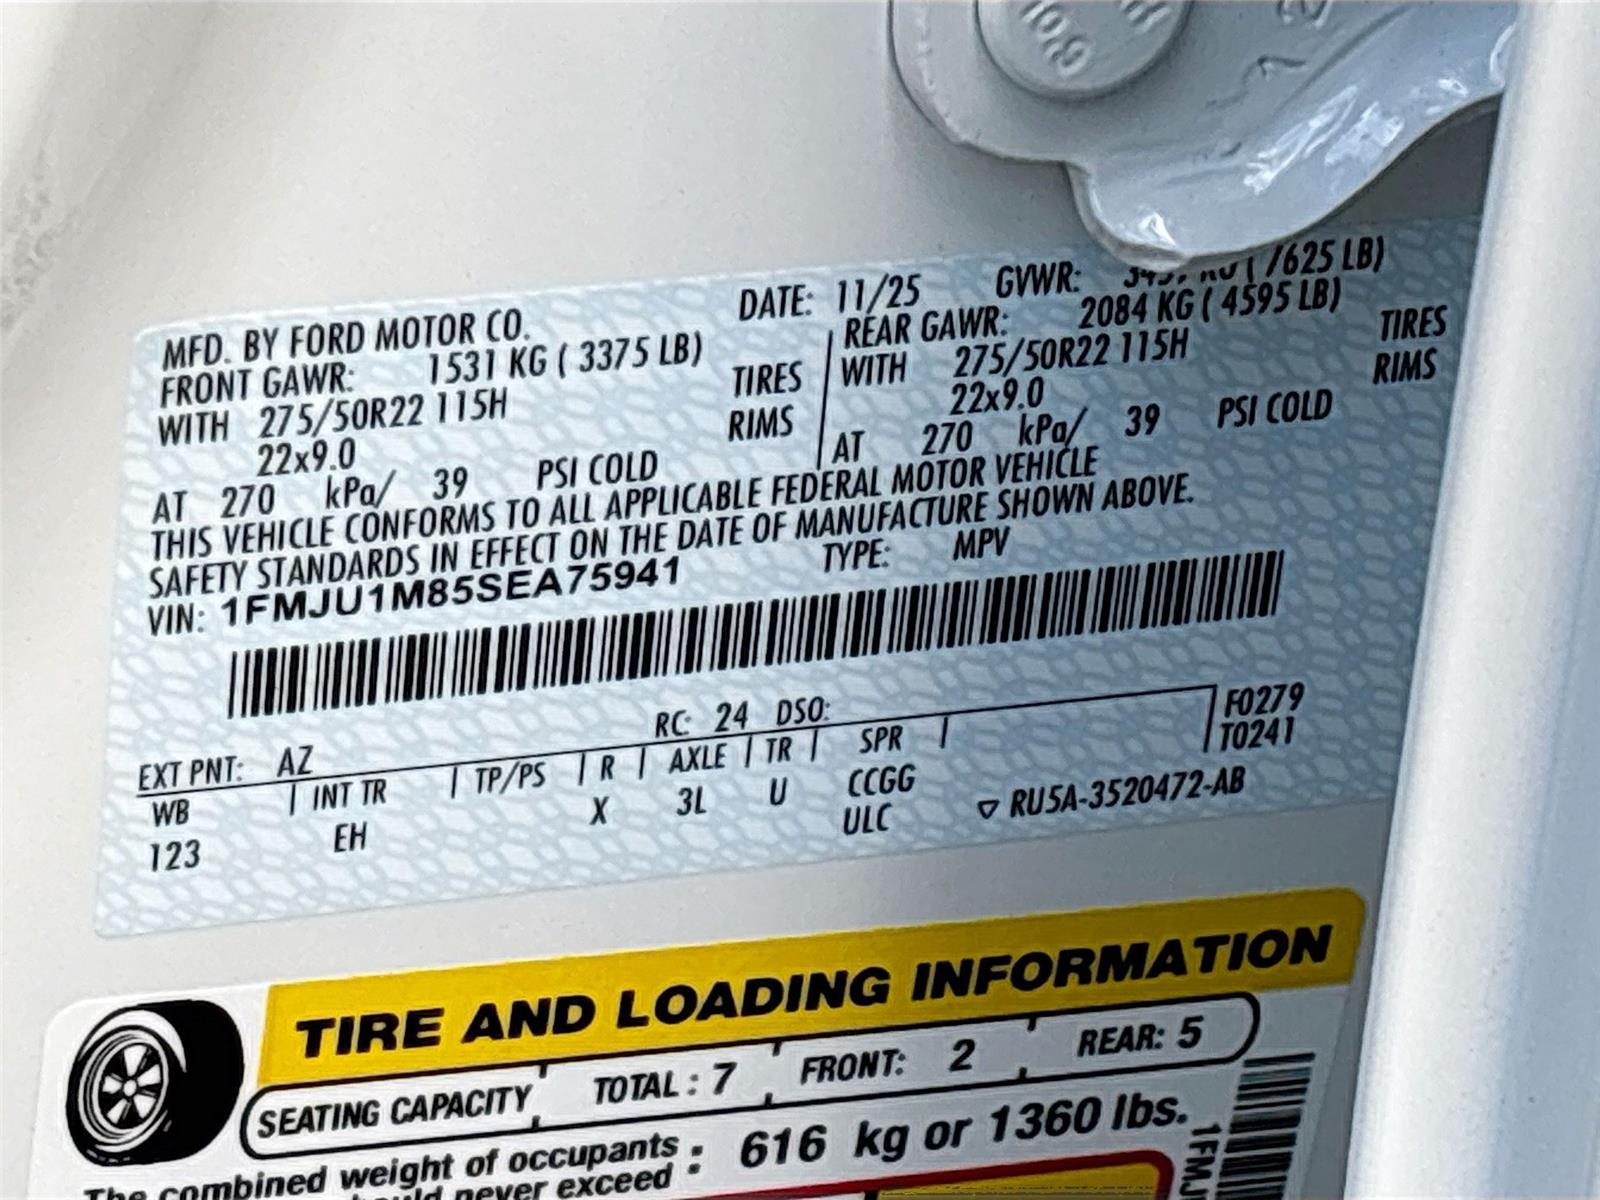 MFD. BY FORD MOTOR CO. DATE: 11/25 GVWR: ( 7625 LB)
FRONT GAWR: 1531 KG ( 3375 LB) REAR GAWR: 2084 KG ( 4595 LB)
WITH 275/50R22 115H TIRES WITH 275/50R22 115H TIRES
22x9.0 RIMS 22x9.0 RIMS
AT 270 kPa/ 39 PSI COLD AT 270 kPa/ 39 PSI COLD
THIS VEHICLE CONFORMS TO ALL APPLICABLE FEDERAL MOTOR VEHICLE
SAFETY STANDARDS IN EFFECT ON THE DATE OF MANUFACTURE SHOWN ABOVE.
VIN: 1FMJU1M85SEA75941 TYPE: MPV
EXT PNT: AZ RC: 24 DSO: F0279
WB INT TR TP/PS R AXLE TR SPR T0241
123 EH X 3L U CCGG
ULC RU5A-3520472-AB
TIRE AND LOADING INFORMATION
SEATING CAPACITY TOTAL : 7 FRONT: 2 REAR: 5
The combined weight of occupants : 616 kg or 1360 lbs.
never exceed
1FMJ